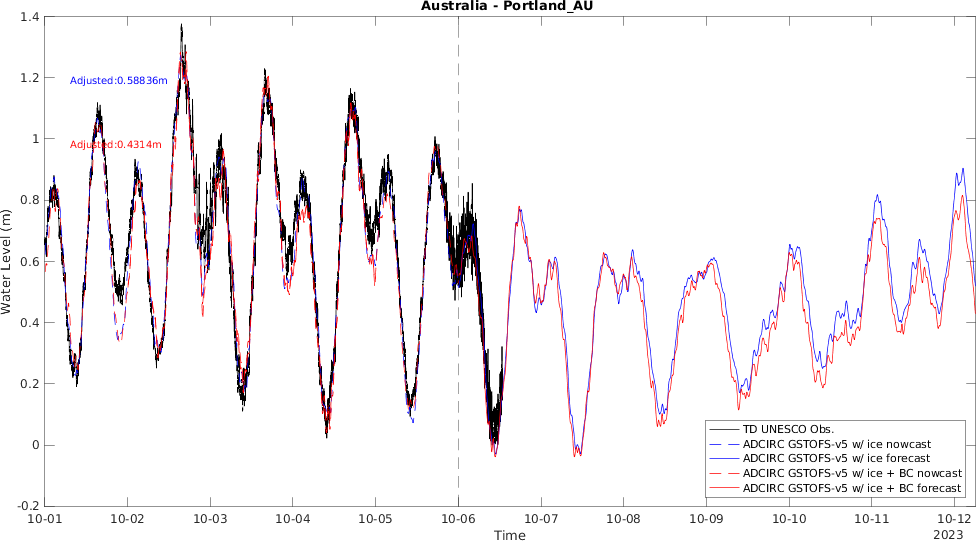 Australia - Portland_AU
1.4
1.2
1
0.8
0.6
0.4
0.2
0
-0.2
Water Level (m)
Adjusted:0.58836m
Adjusted:0.4314m
TD UNESCO Obs.
ADCIRC GSTOFS-v5 w/ ice nowcast
ADCIRC GSTOFS-v5 w/ ice forecast
ADCIRC GSTOFS-v5 w/ ice + BC nowcast
ADCIRC GSTOFS-v5 w/ ice + BC forecast
10-01 10-02 10-03 10-04 10-05 10-06 10-07 10-08 10-09 10-10 10-11 10-12
2023
Time